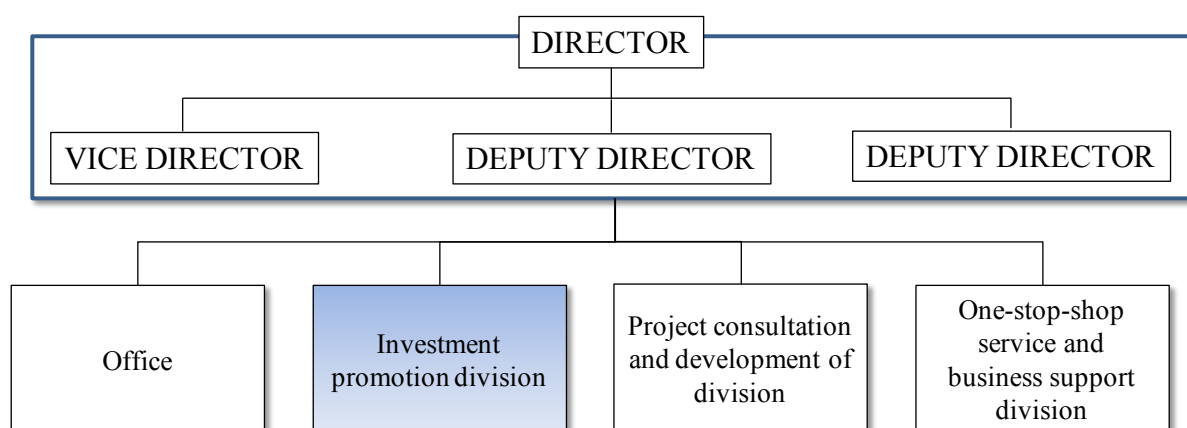 DIRECTOR
VICE DIRECTOR
DEPUTY DIRECTOR
DEPUTY DIRECTOR
Office
Investment
promotion division
Project consultation
and development of
division
One-stop-shop
service and
business support
division